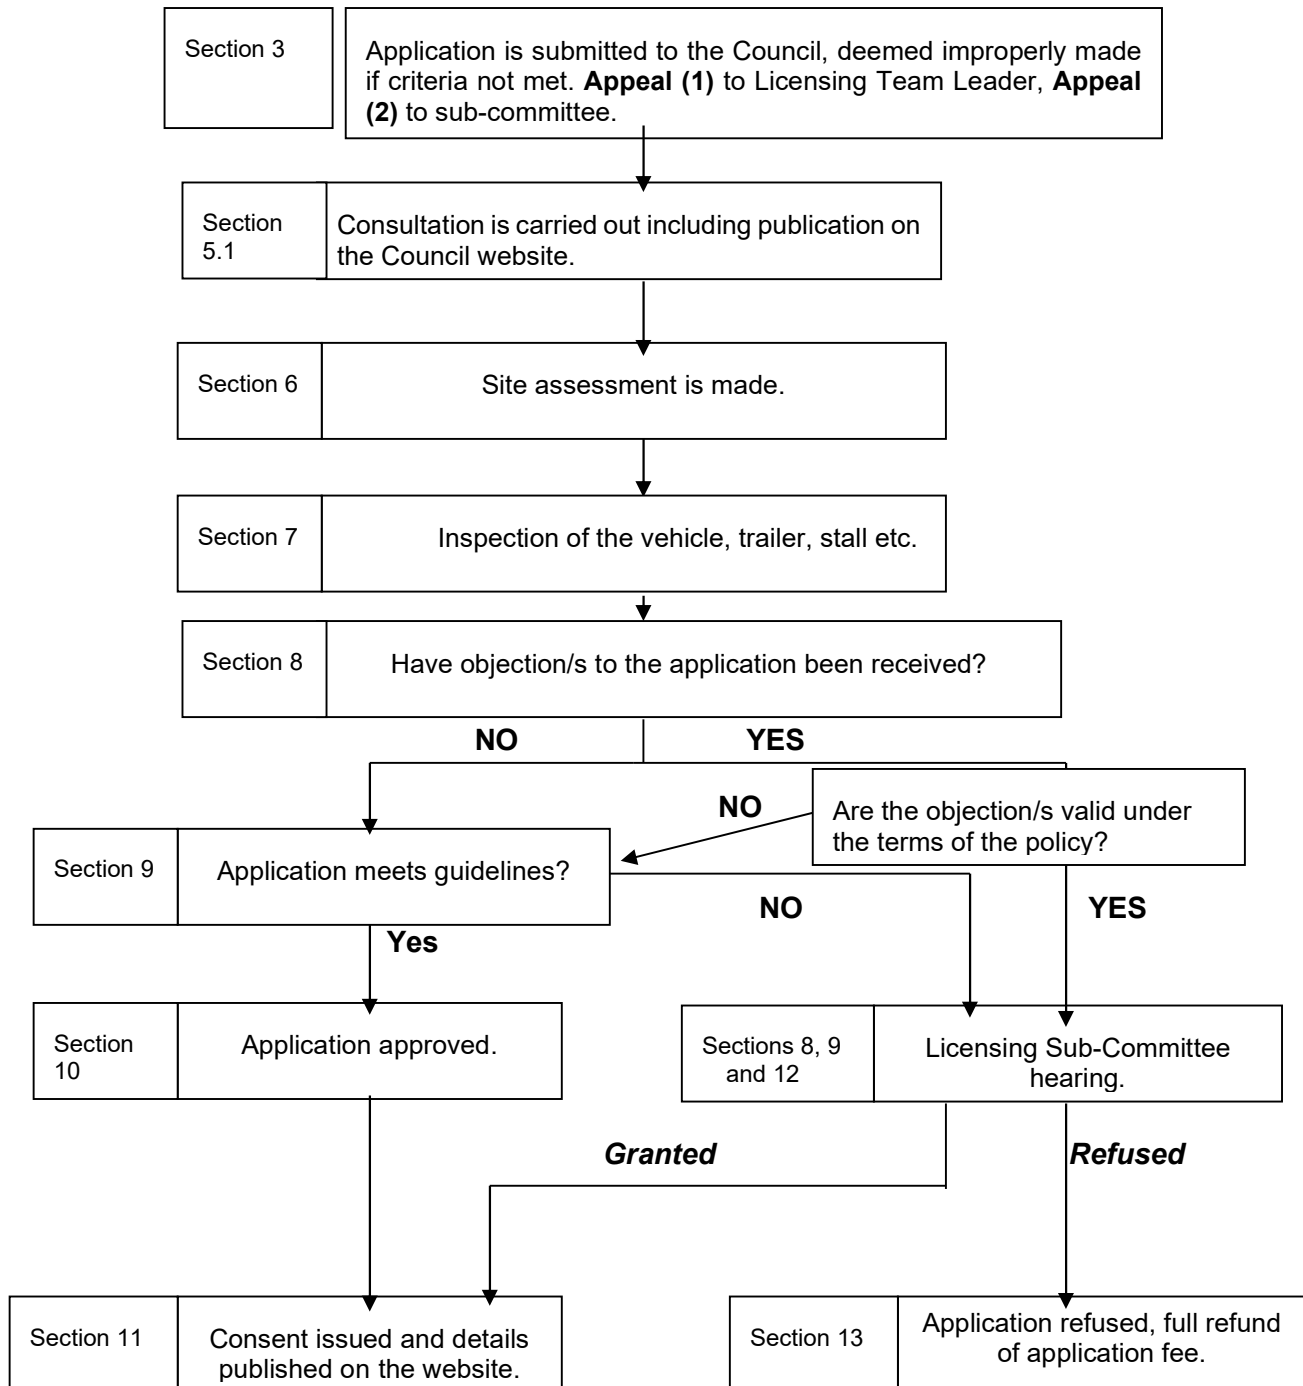 Section 3
Application is submitted to the Council, deemed improperly made
if criteria not met. Appeal (1) to Licensing Team Leader, Appeal
(2) to sub-committee.
Section
5.1
Consultation is carried out including publication on
the Council website.
Section 6
Site assessment is made.
Section 7
Inspection of the vehicle, trailer, stall etc.
Section 8
Have objection/s to the application been received?
NO
YES
NO
Are the objection/s valid under
the terms of the policy?
Section 9
Application meets guidelines?
NO
YES
Yes
Section
10
Application approved.
Sections 8, 9
and 12
Licensing Sub-Committee
hearing.
Granted
Refused
Section 11
Consent issued and details
published on the website.
Section 13
Application refused, full refund
of application fee.